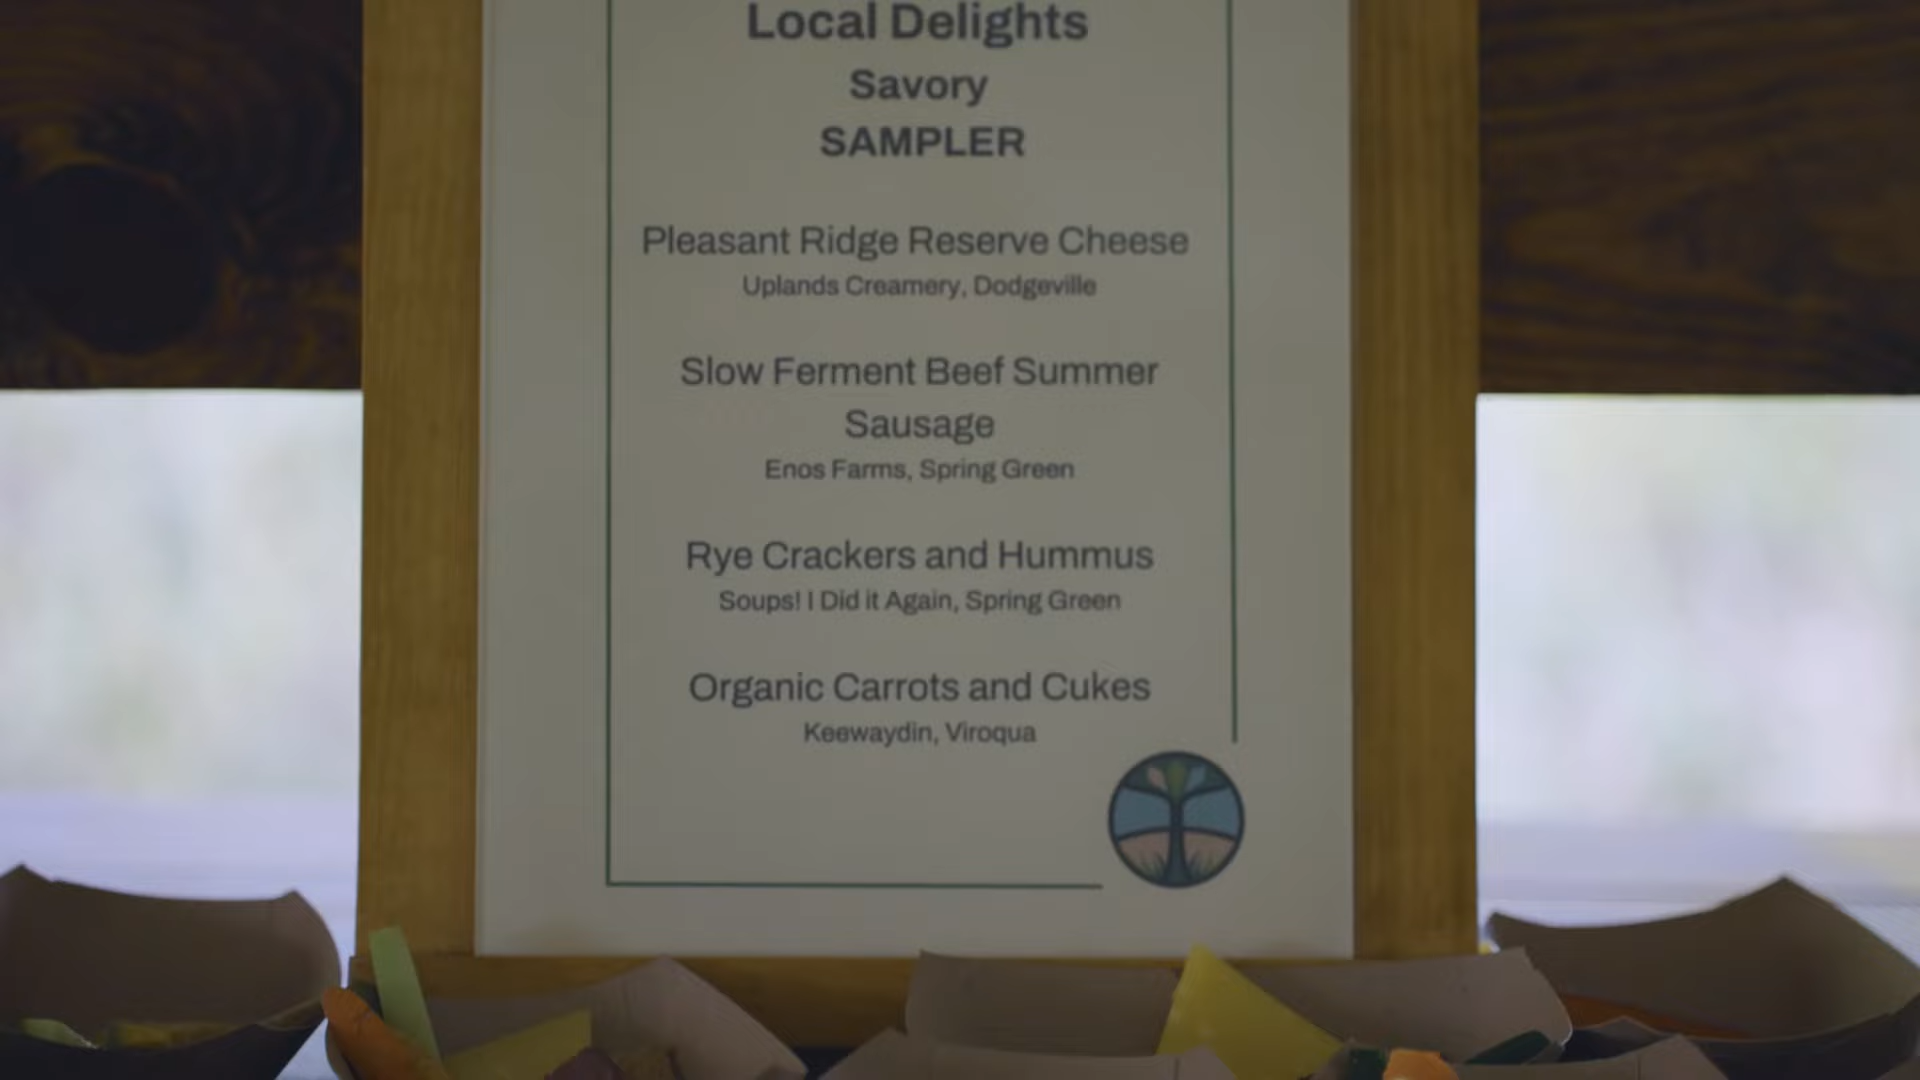 Local Delights
Savory
SAMPLER
Pleasant Ridge Reserve Cheese
Uplands Creamery, Dodgeville
Slow Ferment Beef Summer
Sausage
Enos Farms, Spring Green
Rye Crackers and Hummus
Soups! I Did it Again, Spring Green
Organic Carrots and Cukes
Keewaydin, Viroqua